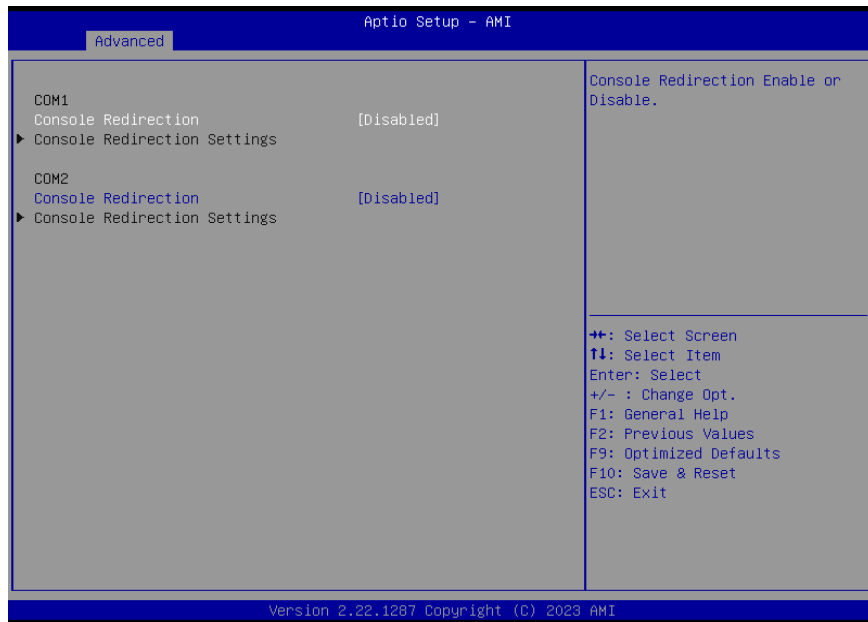 Aptio Setup – AMI
Advanced
COM1
Console Redirection [Disabled]
▶ Console Redirection Settings
COM2
Console Redirection [Disabled]
▶ Console Redirection Settings
Console Redirection Enable or
Disable.
→←: Select Screen
↑↓: Select Item
Enter: Select
+/- : Change Opt.
F1: General Help
F2: Previous Values
F9: Optimized Defaults
F10: Save & Reset
ESC: Exit
Version 2.22.1287 Copyright (C) 2023 AMI